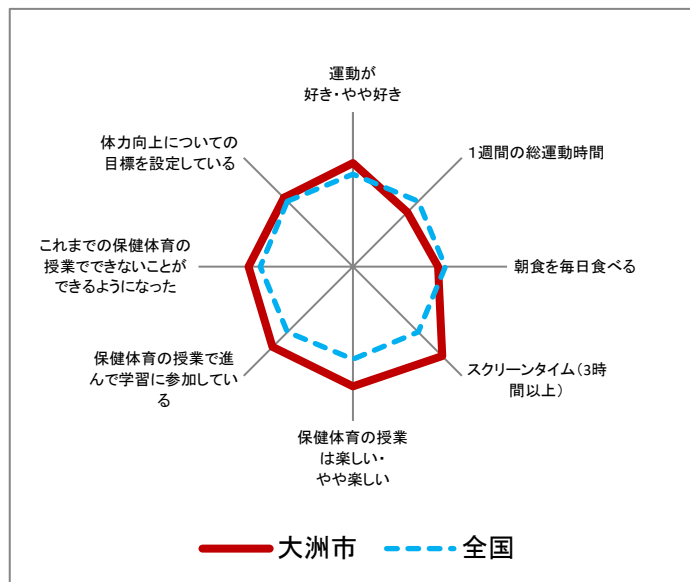 運動が
好き・やや好き
1週間の総運動時間
朝食を毎日食べる
スクリーンタイム（3時
間以上）
保健体育の授業
は楽しい・
やや楽しい
保健体育の授業で進
んで学習に参加してい
る
これまでの保健体育の
授業でできないことが
できるようになった
体力向上についての
目標を設定している
大洲市
全国